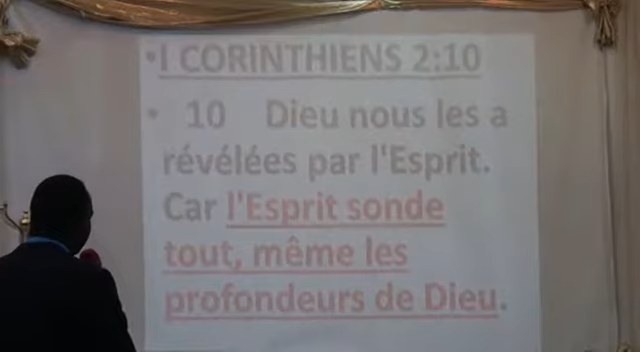 •I CORINTHIENS 2:10
• 10 Dieu nous les a
révélées par l'Esprit.
Car l'Esprit sonde
tout, même les
profondeurs de Dieu.